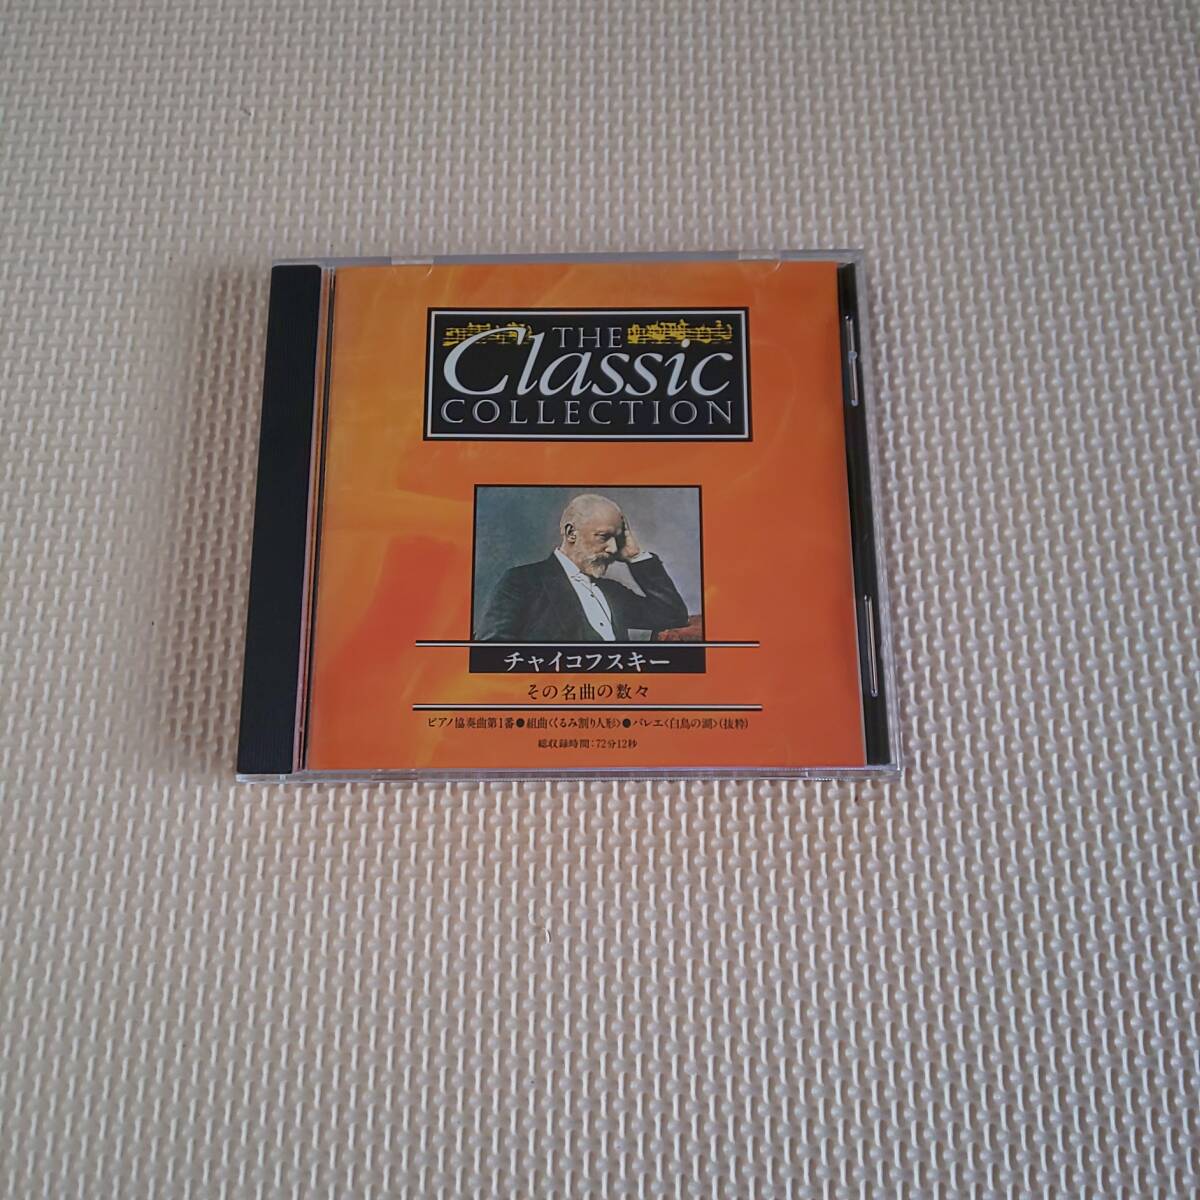 THE
Classic
COLLECTION
チャイコフスキー
その名曲の数々
ピアノ協奏曲第1番●組曲〈くるみ割り人形〉●バレエ〈白鳥の湖〉(抜粋)
総収録時間:72分12秒